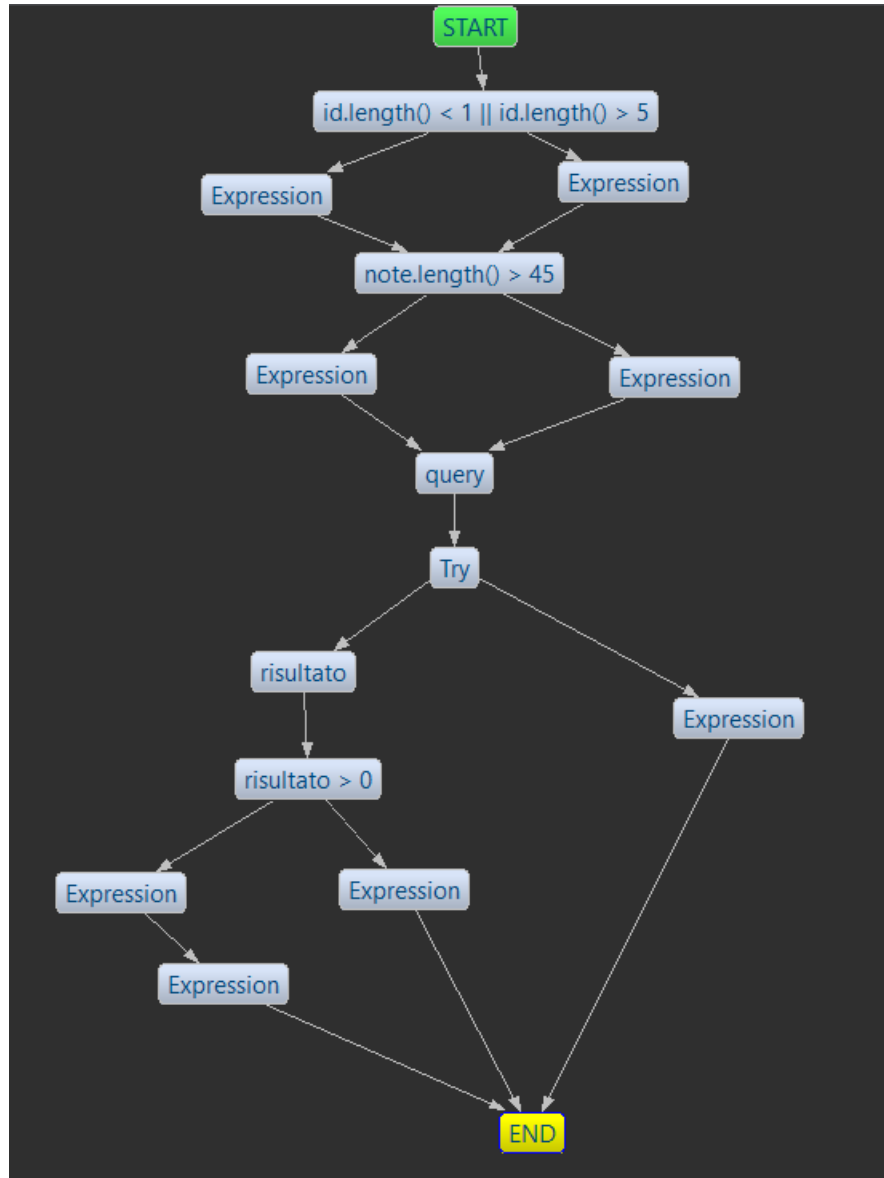 START
id.length() < 1 || id.length() > 5
Expression
Expression
note.length() > 45
Expression
Expression
query
Try
risultato
Expression
risultato > 0
Expression
Expression
Expression
END